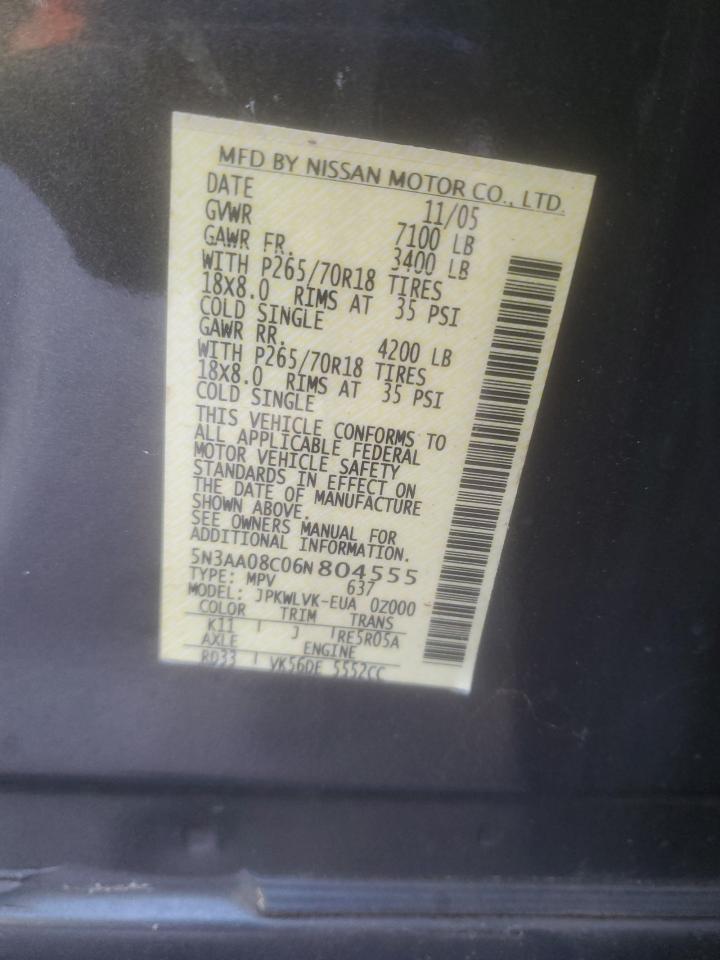 MFD BY NISSAN MOTOR CO., LTD.
DATE 11/05
GVWR 7100 LB
GAWR FR. 3400 LB
WITH P265/70R18 TIRES
18X8.0 RIMS AT 35 PSI
COLD SINGLE
GAWR RR. 4200 LB
WITH P265/70R18 TIRES
18X8.0 RIMS AT 35 PSI
COLD SINGLE
THIS VEHICLE CONFORMS TO
ALL APPLICABLE FEDERAL
MOTOR VEHICLE SAFETY
STANDARDS IN EFFECT ON
THE DATE OF MANUFACTURE
SHOWN ABOVE.
SEE OWNERS MANUAL FOR
ADDITIONAL INFORMATION.
5N3AA08C06N804555
TYPE: MPV 637
MODEL: JPKWLVK-EUA 0Z000
COLOR TRIM TRANS
K11 J RE5R05A
AXLE ENGINE
RD33 VK56DE 5552CC